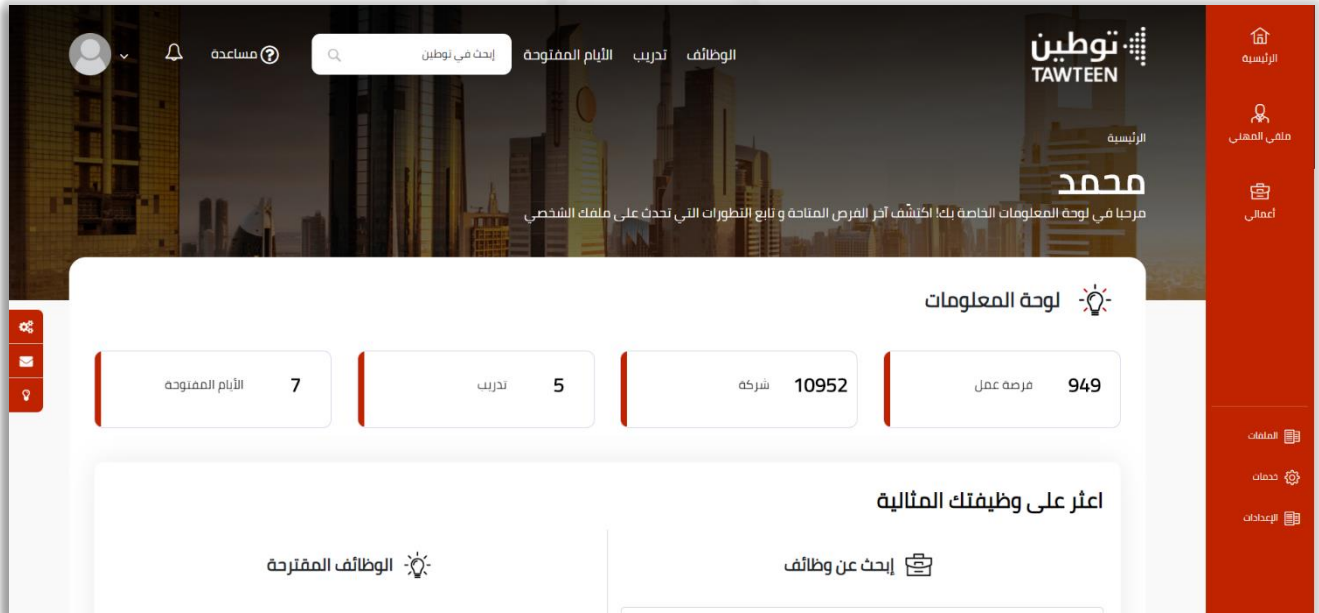 الرئيسية
ملفي المهني
أعمالي
الملفات
خدمات
الإعدادات
توطين
TAWTEEN
الوظائف تدريب الأيام المفتوحة
إبحث في توطين
مساعدة
الرئيسية
محمد
مرحبا في لوحة المعلومات الخاصة بك! اكتشف آخر الفرص المتاحة و تابع التطورات التي تحدث على ملفك الشخصي
لوحة المعلومات
949 فرصة عمل
10952 شركة
5 تدريب
7 الأيام المفتوحة
اعثر على وظيفتك المثالية
إبحث عن وظائف
الوظائف المقترحة